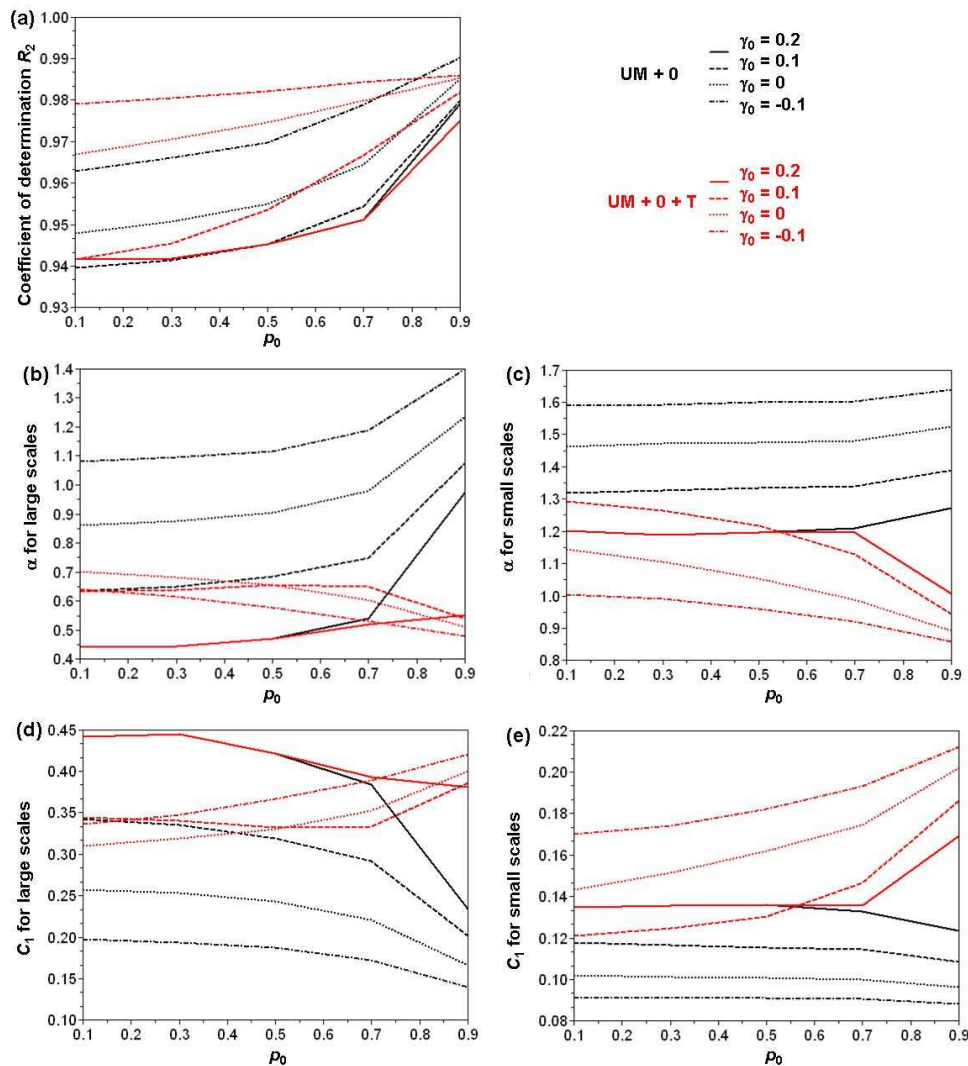 (a)
Coefficient of determination R2
1.00
0.99
0.98
0.97
0.96
0.95
0.94
0.93
0.1 0.2 0.3 0.4 0.5 0.6 0.7 0.8 0.9
p0
UM + 0
γ0 = 0.2
γ0 = 0.1
γ0 = 0
γ0 = -0.1
UM + 0 + T
γ0 = 0.2
γ0 = 0.1
γ0 = 0
γ0 = -0.1
(b)
α for large scales
1.4
1.3
1.2
1.1
1.0
0.9
0.8
0.7
0.6
0.5
0.4
0.1 0.2 0.3 0.4 0.5 0.6 0.7 0.8 0.9
p0
(c)
α for small scales
1.7
1.6
1.5
1.4
1.3
1.2
1.1
1.0
0.9
0.8
0.1 0.2 0.3 0.4 0.5 0.6 0.7 0.8 0.9
p0
(d)
C1 for large scales
0.45
0.40
0.35
0.30
0.25
0.20
0.15
0.10
0.1 0.2 0.3 0.4 0.5 0.6 0.7 0.8 0.9
p0
(e)
C1 for small scales
0.22
0.20
0.18
0.16
0.14
0.12
0.10
0.08
0.1 0.2 0.3 0.4 0.5 0.6 0.7 0.8 0.9
p0